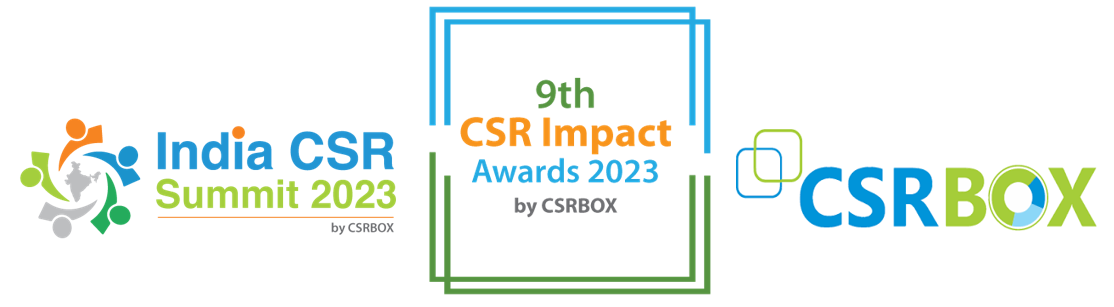 India CSR
Summit 2023
by CSRBOX
9th
CSR Impact
Awards 2023
by CSRBOX
CSRBOX